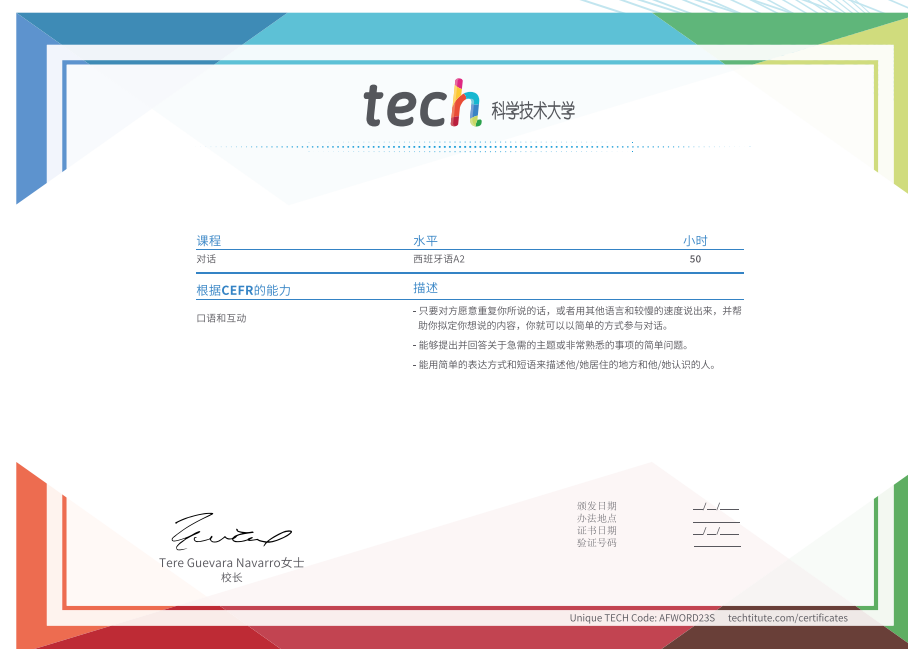 tech 科学技术大学
课程 水平 小时
对话 西班牙语A2 50
根据CEFR的能力 描述
口语和互动
- 只要对方愿意重复你所说的话，或者用其他语言和较慢的速度说出来，并帮
助你拟定你想说的内容，你就可以以简单的方式参与对话。
- 能够提出并回答关于急需的主题或非常熟悉的事项的简单问题。
- 能用简单的表达方式和短语来描述他/她居住的地方和他/她认识的人。
颁发日期 __/__/____
办法地点 ________
证书日期 __/__/____
验证号码 ________
Tere Guevara Navarro女士
校长
Unique TECH Code: AFWORD23S techtitute.com/certificates